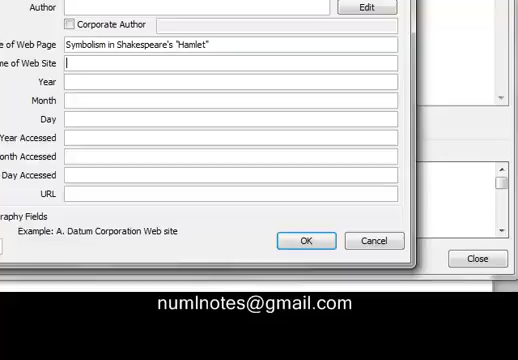 Author
Edit
Corporate Author
e of Web Page Symbolism in Shakespeare's "Hamlet"
me of Web Site
Year
Month
Day
Year Accessed
onth Accessed
Day Accessed
URL
graphy Fields
Example: A. Datum Corporation Web site
OK Cancel
Close
numlnotes@gmail.com